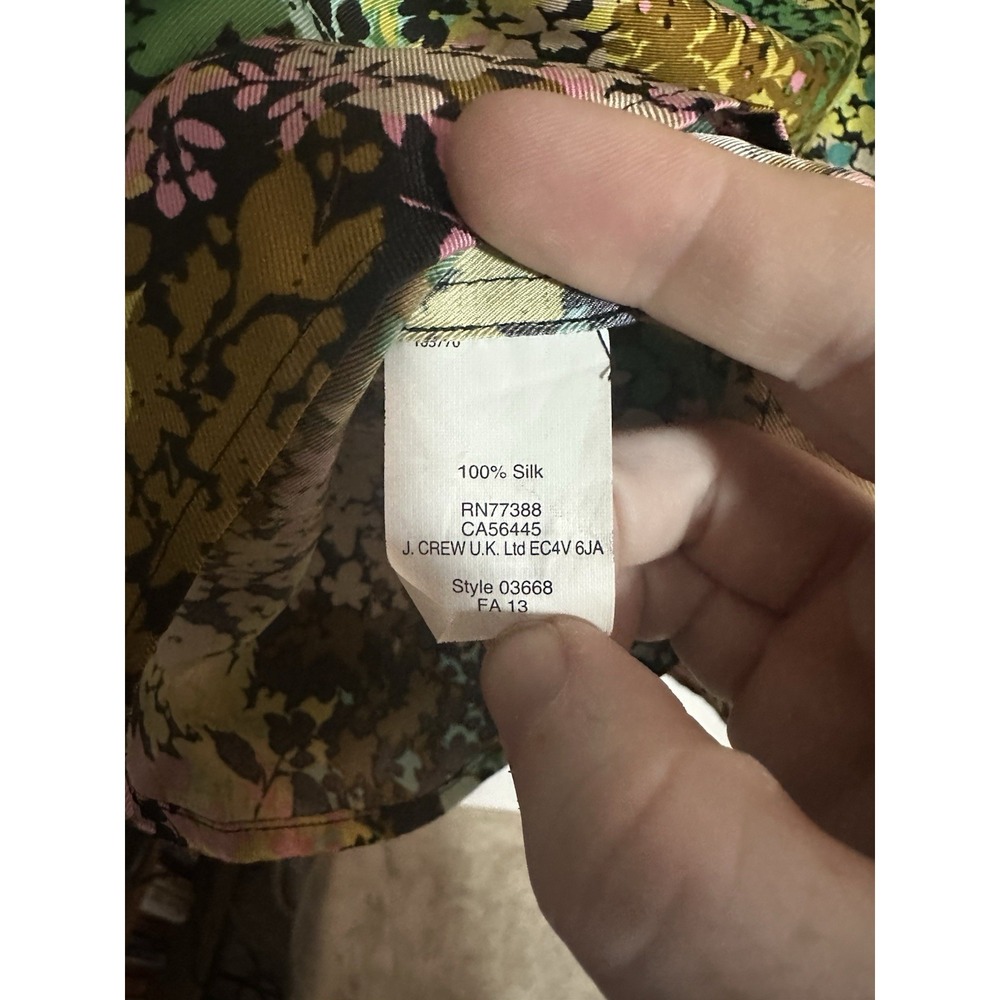 100% Silk
RN77388
CA56445
J. CREW U.K. Ltd EC4V 6JA
Style 03668
FA 13